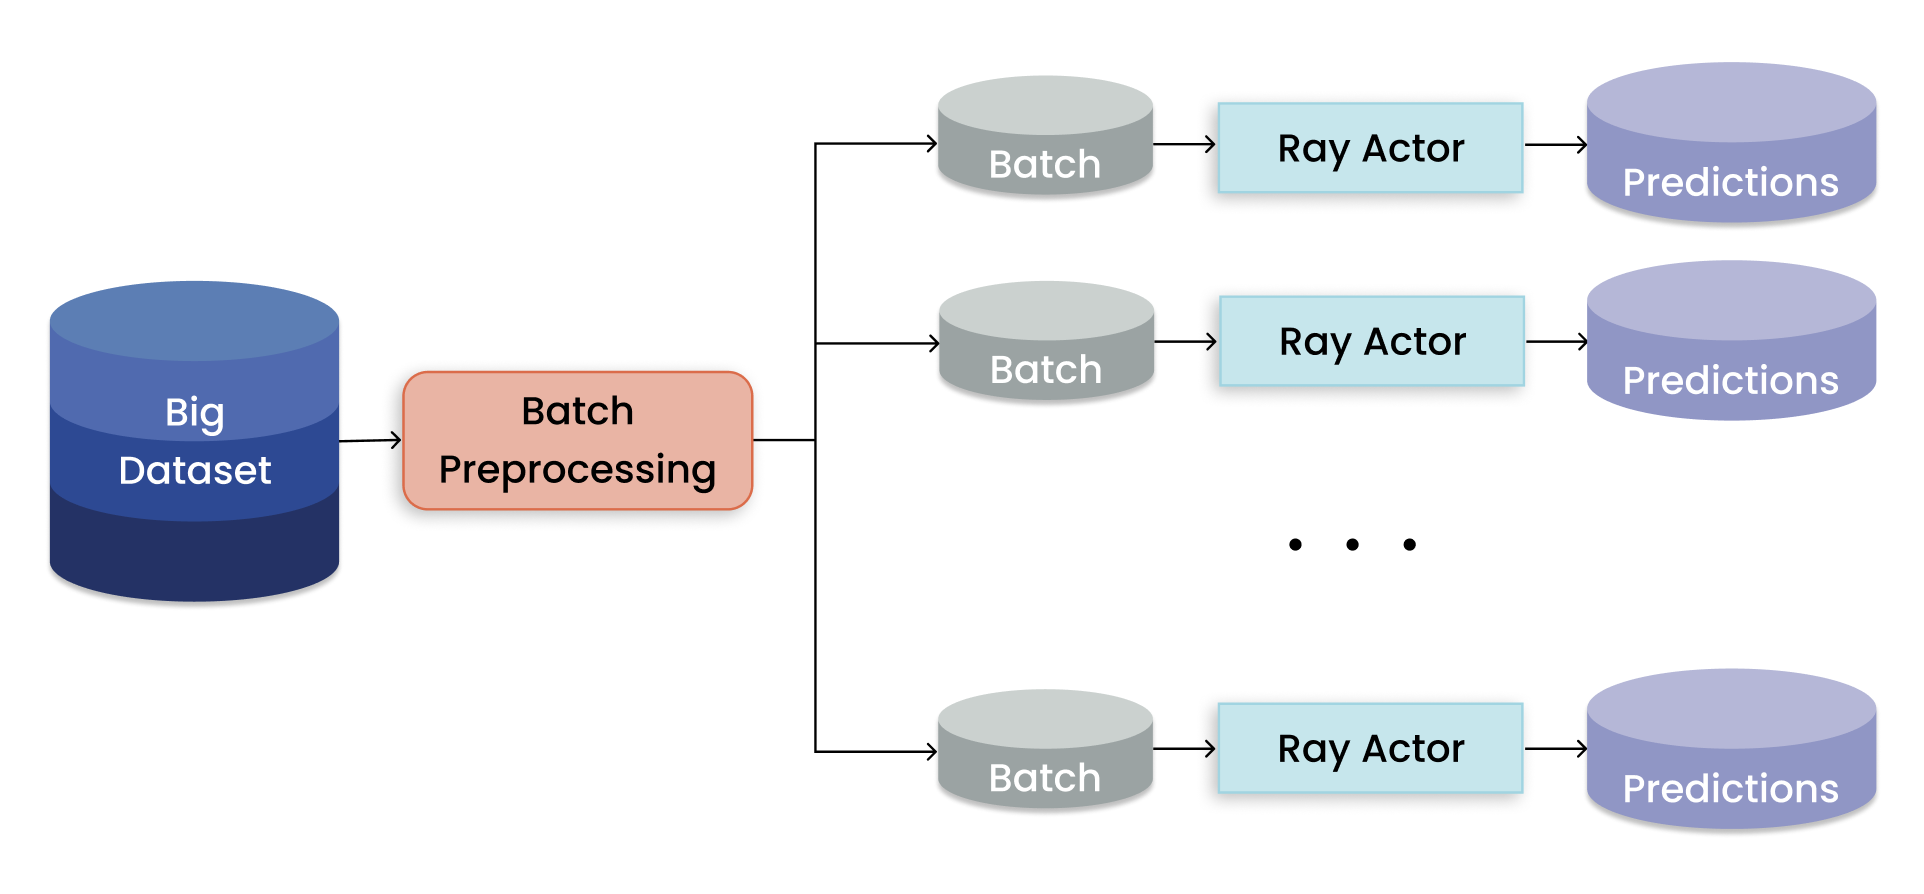 Batch
Ray Actor
Predictions
Batch
Ray Actor
Predictions
Big
Dataset
Batch
Preprocessing
. . .
Batch
Ray Actor
Predictions